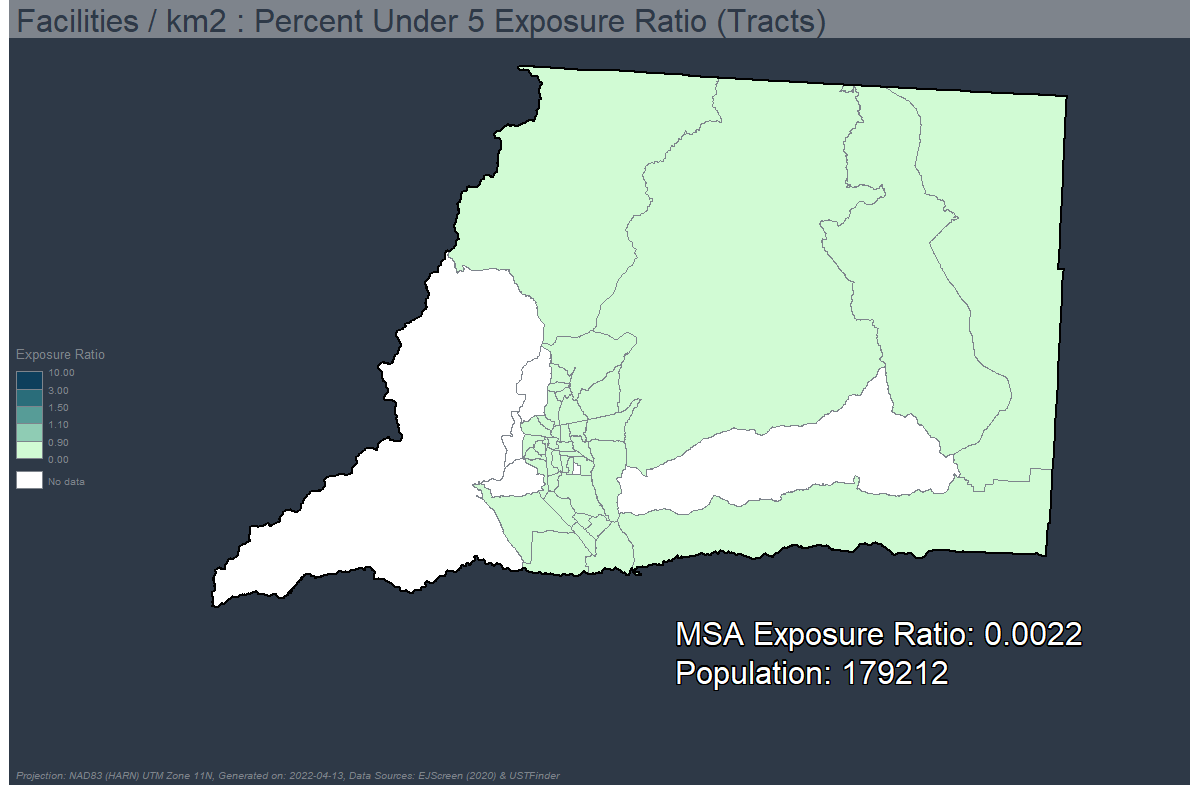 Facilities / km2 : Percent Under 5 Exposure Ratio (Tracts)
Exposure Ratio
10.00
3.00
1.50
1.10
0.90
0.00
No data
MSA Exposure Ratio: 0.0022
Population: 179212
Projection: NAD83 (HARN) UTM Zone 11N, Generated on: 2022-04-13, Data Sources: EJScreen (2020) & USTFinder